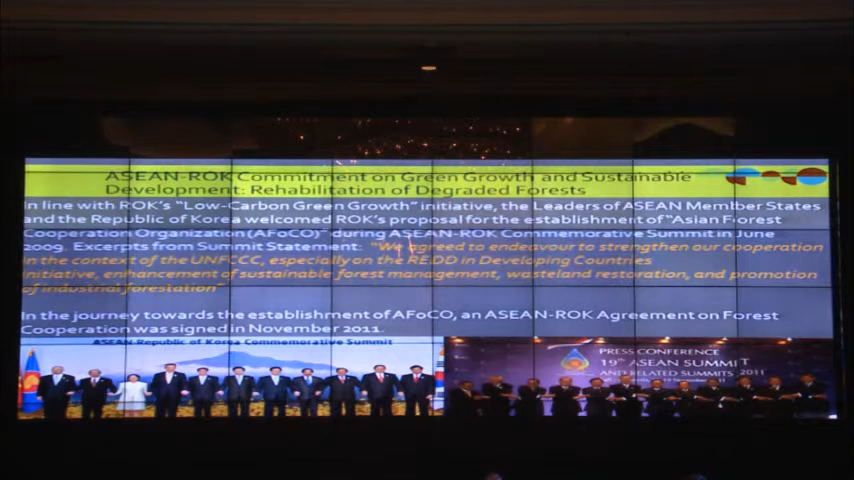 ASEAN-ROK Commitment on Green Growth and Sustainable
Development: Rehabilitation of Degraded Forests
In line with ROK's "Low-Carbon Green Growth" initiative, the Leaders of ASEAN Member States
and the Republic of Korea welcomed ROK's proposal for the establishment of "Asian Forest
Cooperation Organization (AFoCO)" during ASEAN-ROK Commemorative Summit in June
2009. Excerpts from Summit Statement: "We agreed to endeavour to strengthen our cooperation
in the context of the UNFCCC, especially on the REDD in Developing Countries
initiative, enhancement of sustainable forest management, wasteland restoration, and promotion
of industrial forestation"
In the journey towards the establishment of AFoCO, an ASEAN-ROK Agreement on Forest
Cooperation was signed in November 2011.
ASEAN-Republic of Korea Commemorative Summit
PRESS CONFERENCE
19TH ASEAN SUMMIT
AND RELATED SUMMITS, 2011